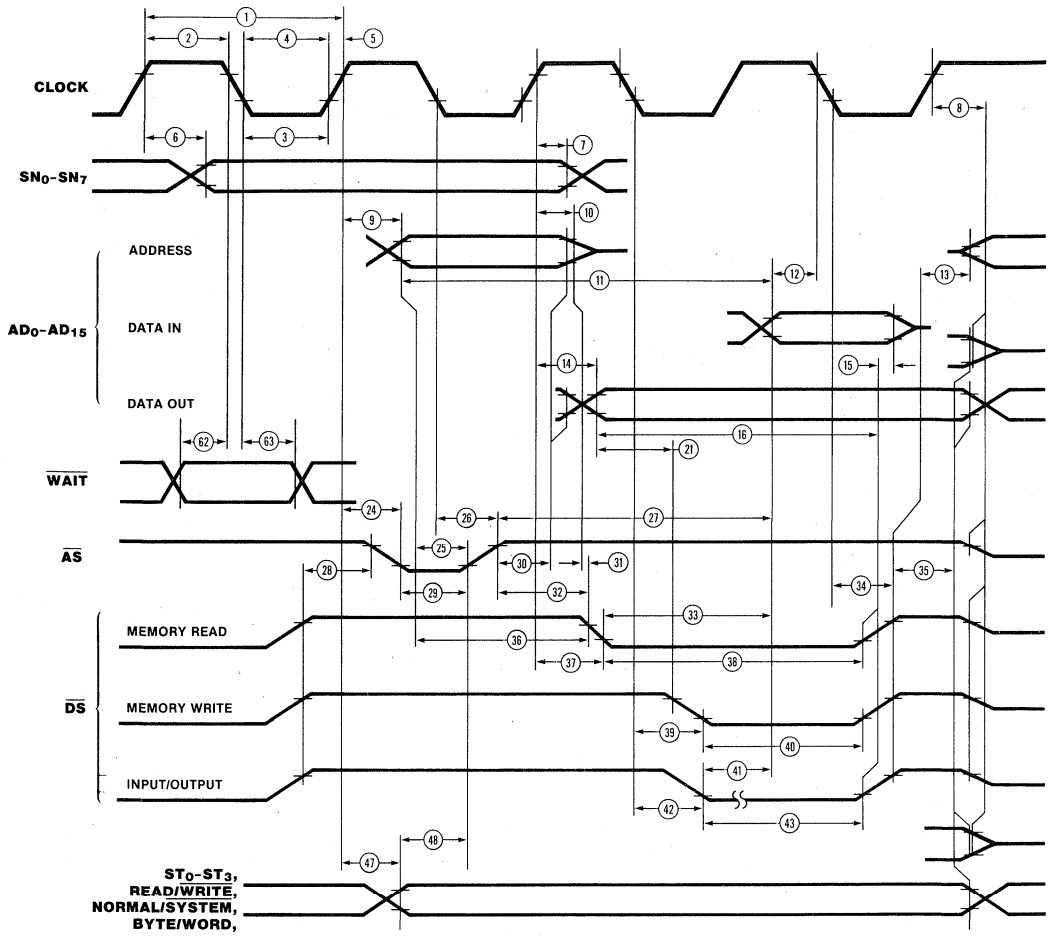 1
2 4 5
CLOCK
8
6 3 7
SN0-SN7
9 10
ADDRESS
11 12 13
AD0-AD15
DATA IN
14 15
DATA OUT
62 63 16
21
WAIT
24 26 27
AS
25 30 31
28 29 32 34 35
33
MEMORY READ
36
37 38
DS
MEMORY WRITE
39 40
41
INPUT/OUTPUT
42 43
48
47
ST0-ST3,
READ/WRITE,
NORMAL/SYSTEM,
BYTE/WORD,